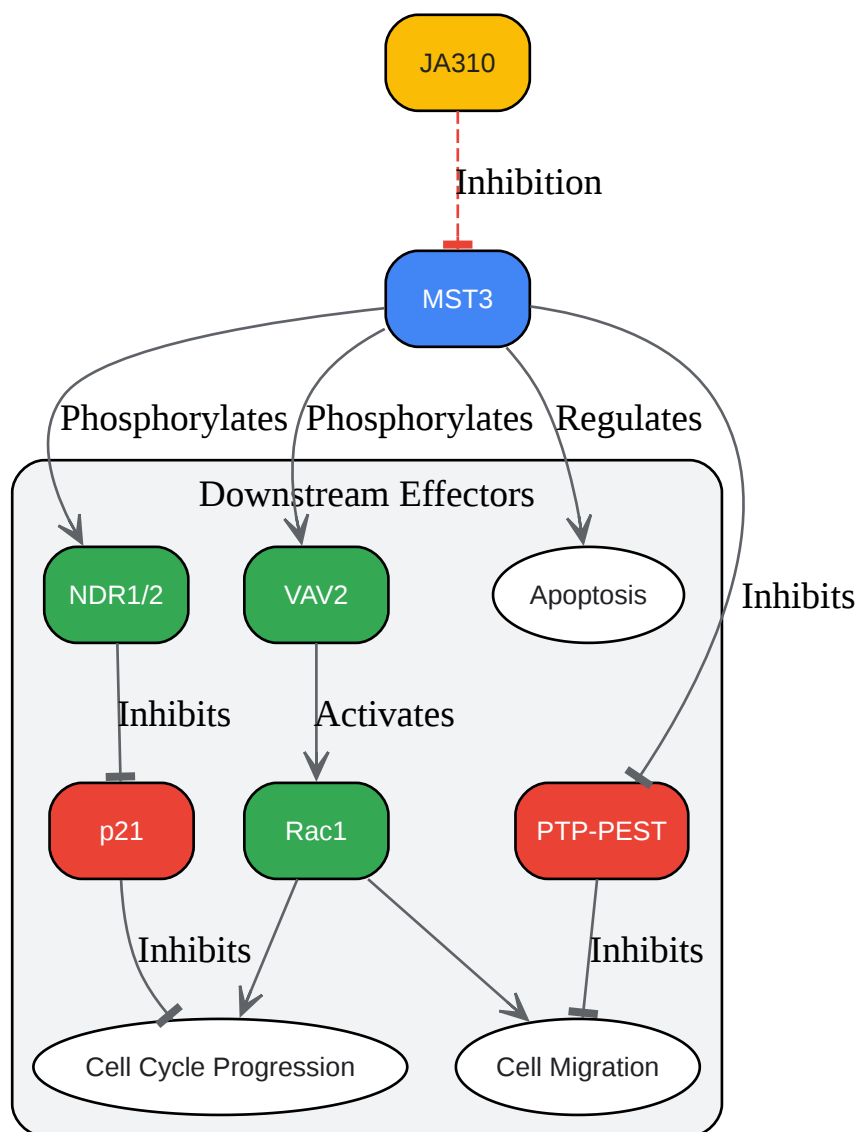 JA310
Inhibition
MST3
Phosphorylates
Phosphorylates
Regulates
Downstream Effectors
NDR1/2
VAV2
Apoptosis
Inhibits
Inhibits
Activates
p21
Rac1
PTP-PEST
Inhibits
Inhibits
Cell Cycle Progression
Cell Migration